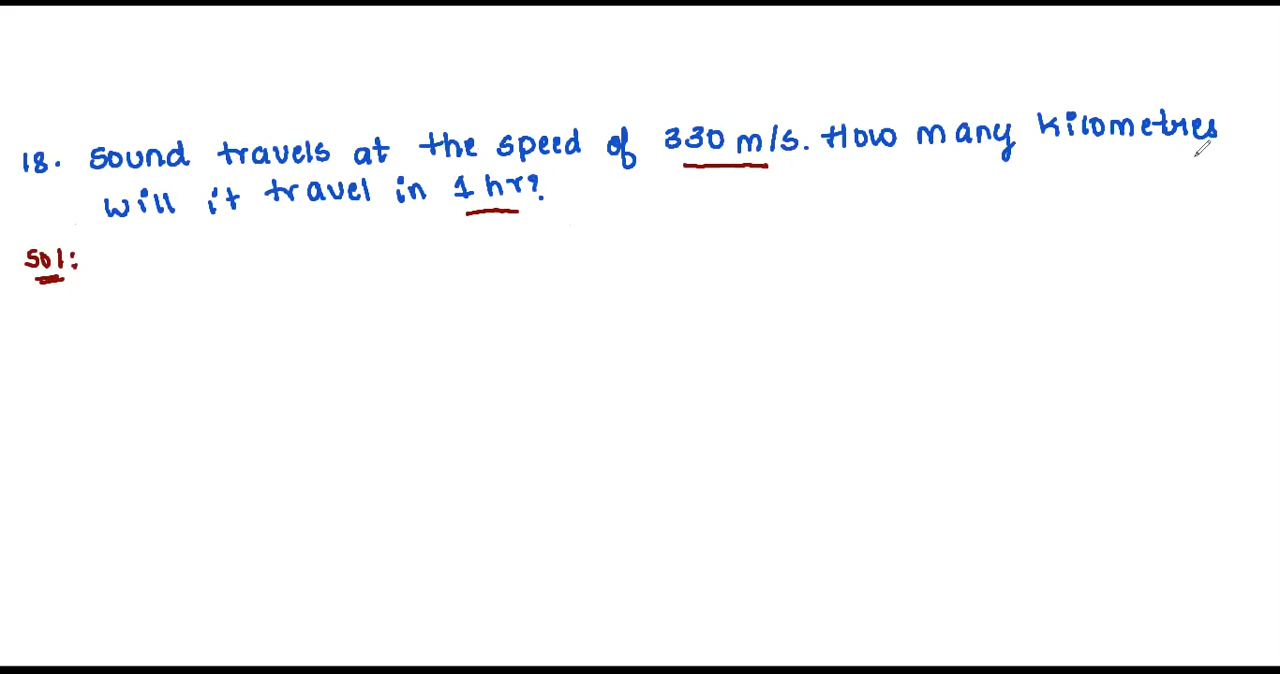 18. Sound travels at the speed of 330 m/s. How many kilometres
will it travel in 1 hr?
Sol: